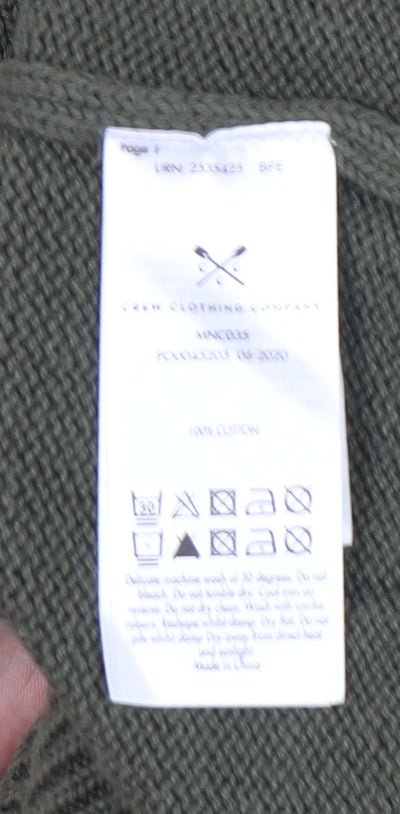 Page 1
URN: 2535425 BFE
C C
C
CREW CLOTHING COMPANY
MNC035
PO0045203 06-2020
100% COTTON
30
Delicate machine wash at 30 degrees. Do not
bleach. Do not tumble dry. Cool iron on
reverse. Do not dry clean. Wash with similar
colours. Reshape whilst damp. Dry flat. Do not
pile whilst damp. Dry away from direct heat
and sunlight.
Made in China